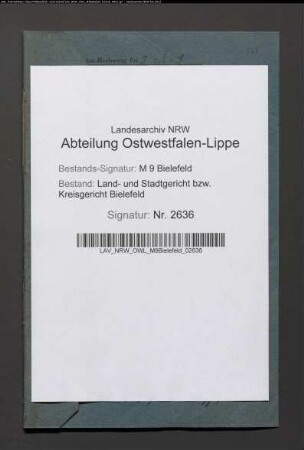 Landesarchiv NRW
Abteilung Ostwestfalen-Lippe
Bestands-Signatur: M 9 Bielefeld
Bestand: Land- und Stadtgericht bzw.
Kreisgericht Bielefeld
Signatur: Nr. 2636
LAV_NRW_OWL_M9Bielefeld_02636